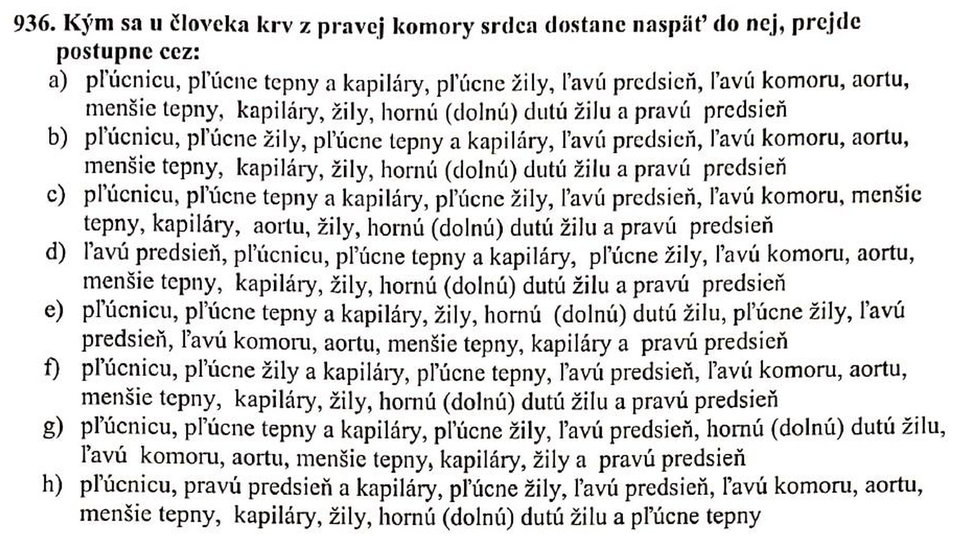 936. Kým sa u človeka krv z pravej komory srdca dostane naspäť do nej, prejde
postupne cez:
a) pľúcnicu, pľúcne tepny a kapiláry, pľúcne žily, ľavú predsieň, ľavú komoru, aortu,
menšie tepny, kapiláry, žily, hornú (dolnú) dutú žilu a pravú predsieň
b) pľúcnicu, pľúcne žily, pľúcne tepny a kapiláry, ľavú predsieň, ľavú komoru, aortu,
menšie tepny, kapiláry, žily, hornú (dolnú) dutú žilu a pravú predsieň
c) pľúcnicu, pľúcne tepny a kapiláry, pľúcne žily, ľavú predsieň, ľavú komoru, menšie
tepny, kapiláry, aortu, žily, hornú (dolnú) dutú žilu a pravú predsieň
d) ľavú predsieň, pľúcnicu, pľúcne tepny a kapiláry, pľúcne žily, ľavú komoru, aortu,
menšie tepny, kapiláry, žily, hornú (dolnú) dutú žilu a pravú predsieň
e) pľúcnicu, pľúcne tepny a kapiláry, žily, hornú (dolnú) dutú žilu, pľúcne žily, ľavú
predsieň, ľavú komoru, aortu, menšie tepny, kapiláry a pravú predsieň
f) pľúcnicu, pľúcne žily a kapiláry, pľúcne tepny, ľavú predsieň, ľavú komoru, aortu,
menšie tepny, kapiláry, žily, hornú (dolnú) dutú žilu a pravú predsieň
g) pľúcnicu, pľúcne tepny a kapiláry, pľúcne žily, ľavú predsieň, hornú (dolnú) dutú žilu,
ľavú komoru, aortu, menšie tepny, kapiláry, žily a pravú predsieň
h) pľúcnicu, pravú predsieň a kapiláry, pľúcne žily, ľavú predsieň, ľavú komoru, aortu,
menšie tepny, kapiláry, žily, hornú (dolnú) dutú žilu a pľúcne tepny